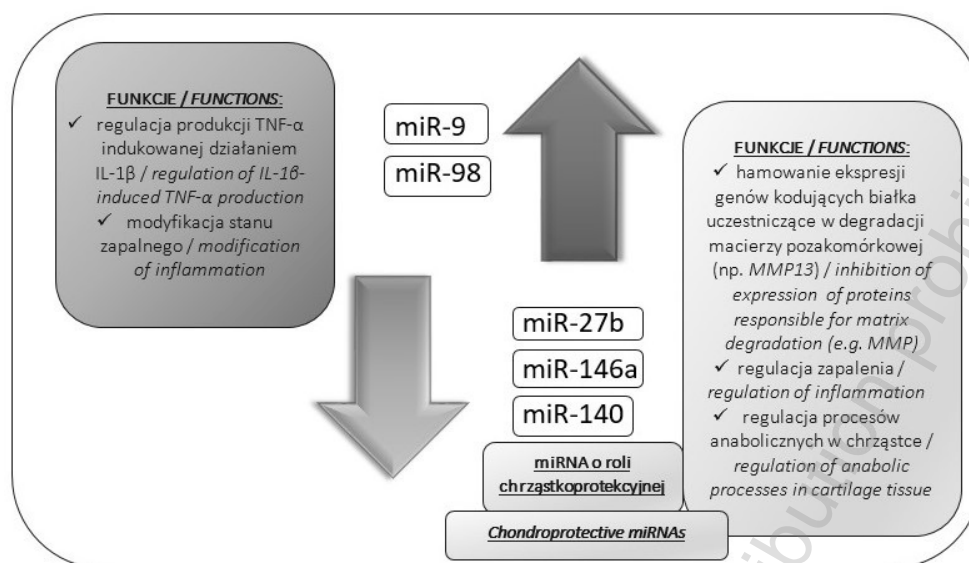 FUNKCJE / FUNCTIONS:
✓ regulacja produkcji TNF-α
indukowanej działaniem
IL-1β / regulation of IL-1β-
induced TNF-α production
✓ modyfikacja stanu
zapalnego / modification
of inflammation
miR-9
miR-98
miR-27b
miR-146a
miR-140
miRNA o roli
chrząstkoprotekcyjnej
Chondroprotective miRNAs
FUNKCJE / FUNCTIONS:
✓ hamowanie ekspresji
genów kodujących białka
uczestniczące w degradacji
macierzy pozakomórkowej
(np. MMP13) / inhibition of
expression of proteins
responsible for matrix
degradation (e.g. MMP)
✓ regulacja zapalenia /
regulation of inflammation
✓ regulacja procesów
anabolicznych w chrząstce /
regulation of anabolic
processes in cartilage tissue